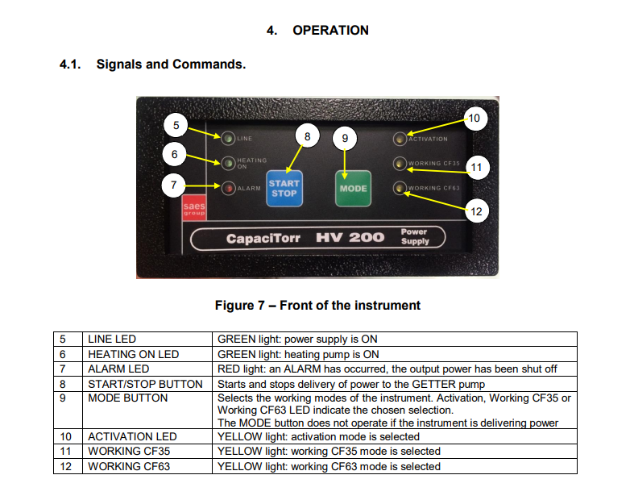 4. OPERATION
4.1. Signals and Commands.
5
6
7
8
9
10
11
12
LINE
HEATING
ON
ALARM
START
STOP
MODE
ACTIVATION
WORKING CF35
WORKING CF63
saes
group
CapaciTorr HV 200 Power
Supply
Figure 7 – Front of the instrument
5 LINE LED GREEN light: power supply is ON
6 HEATING ON LED GREEN light: heating pump is ON
7 ALARM LED RED light: an ALARM has occurred, the output power has been shut off
8 START/STOP BUTTON Starts and stops delivery of power to the GETTER pump
9 MODE BUTTON Selects the working modes of the instrument. Activation, Working CF35 or
Working CF63 LED indicate the chosen selection.
The MODE button does not operate if the instrument is delivering power
10 ACTIVATION LED YELLOW light: activation mode is selected
11 WORKING CF35 YELLOW light: working CF35 mode is selected
12 WORKING CF63 YELLOW light: working CF63 mode is selected